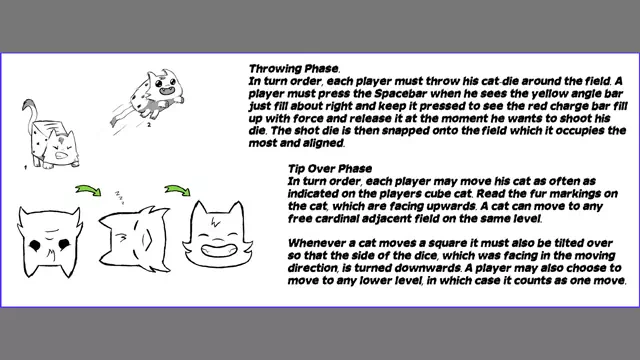 Throwing Phase.
In turn order, each player must throw his cat-die around the field. A
player must press the Spacebar when he sees the yellow angle bar
just fill about right and keep it pressed to see the red charge bar fill
up with force and release it at the moment he wants to shoot his
die. The shot die is then snapped onto the field which it occupies the
most and aligned.
1
2
Tip Over Phase
In turn order, each player may move his cat as often as
indicated on the players cube cat. Read the fur markings on
the cat, which are facing upwards. A cat can move to any
free cardinal adjacent field on the same level.
Whenever a cat moves a square it must also be tilted over
so that the side of the dice, which was facing in the moving
direction, is turned downwards. A player may also choose to
move to any lower level, in which case it counts as one move.